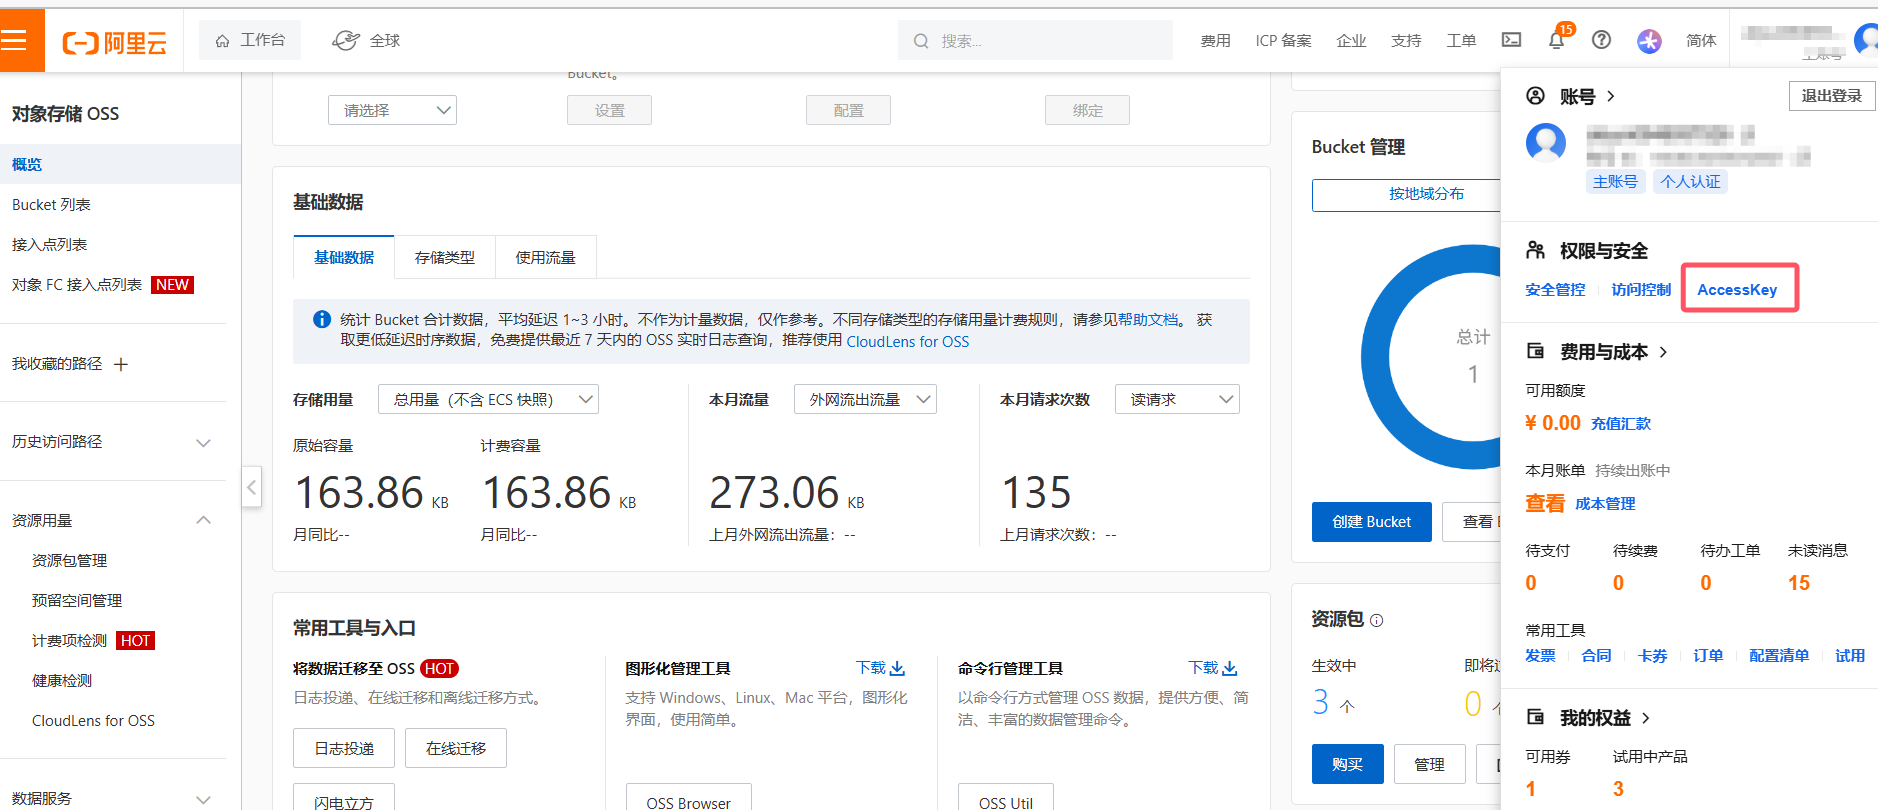 阿里云
工作台
全球
搜索...
费用
ICP 备案
企业
支持
工单
15
简体
主账号
对象存储 OSS
概览
Bucket 列表
接入点列表
对象 FC 接入点列表 NEW
我收藏的路径
历史访问路径
资源用量
资源包管理
预留空间管理
计费项检测 HOT
健康检测
CloudLens for OSS
数据服务
Bucket。
请选择
设置
配置
绑定
基础数据
基础数据
存储类型
使用流量
统计 Bucket 合计数据，平均延迟 1~3 小时。不作为计量数据，仅作参考。不同存储类型的存储用量计费规则，请参见帮助文档。 获
取更低延迟时序数据，免费提供最近 7 天内的 OSS 实时日志查询，推荐使用 CloudLens for OSS
存储用量
总用量（不含 ECS 快照）
本月流量
外网流出流量
本月请求次数
读请求
原始容量
计费容量
163.86 KB
163.86 KB
273.06 KB
135
月同比--
月同比--
上月外网流出流量：--
上月请求次数：--
常用工具与入口
将数据迁移至 OSS HOT
日志投递、在线迁移和离线迁移方式。
日志投递
在线迁移
闪电立方
图形化管理工具
下载
支持 Windows、Linux、Mac 平台，图形化
界面，使用简单。
OSS Browser
命令行管理工具
下载
以命令行方式管理 OSS 数据，提供方便、简
洁、丰富的数据管理命令。
OSS Util
Bucket 管理
按地域分布
总计
1
创建 Bucket
查看
资源包
生效中
即将
3 个
0
购买
管理
账号
退出登录
主账号
个人认证
权限与安全
安全管控
访问控制
AccessKey
费用与成本
可用额度
¥ 0.00 充值汇款
本月账单 持续出账中
查看 成本管理
待支付
待续费
待办工单
未读消息
0
0
0
15
常用工具
发票
合同
卡券
订单
配置清单
试用
我的权益
可用券
试用中产品
1
3